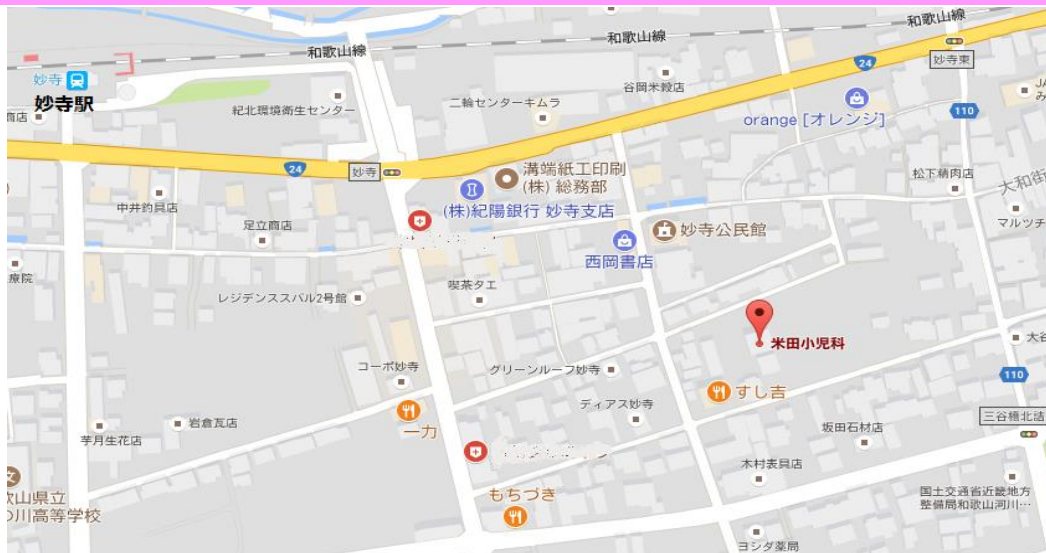 和歌山線
和歌山線
和歌山線
妙寺
妙寺駅
商店
紀北環境衛生センター
二輪センターキムラ
谷岡米穀店
24
妙寺東
orange [オレンジ]
110
JA
み
24
妙寺
溝端紙工印刷
(株) 総務部
(株)紀陽銀行 妙寺支店
中井釣具店
足立商店
松下精肉店
大和街
マルツチ
妙寺公民館
西岡書店
療院
レジデンススバル2号館
喫茶タエ
米田小児科
大谷
コーポ妙寺
グリーンルーフ妙寺
110
すし吉
一力
ディアス妙寺
三谷橋北詰
岩倉瓦店
芋月生花店
坂田石材店
木村表具店
歌山県立
の川高等学校
もちづき
国土交通省近畿地方
整備局和歌山河川…
ヨシダ薬局